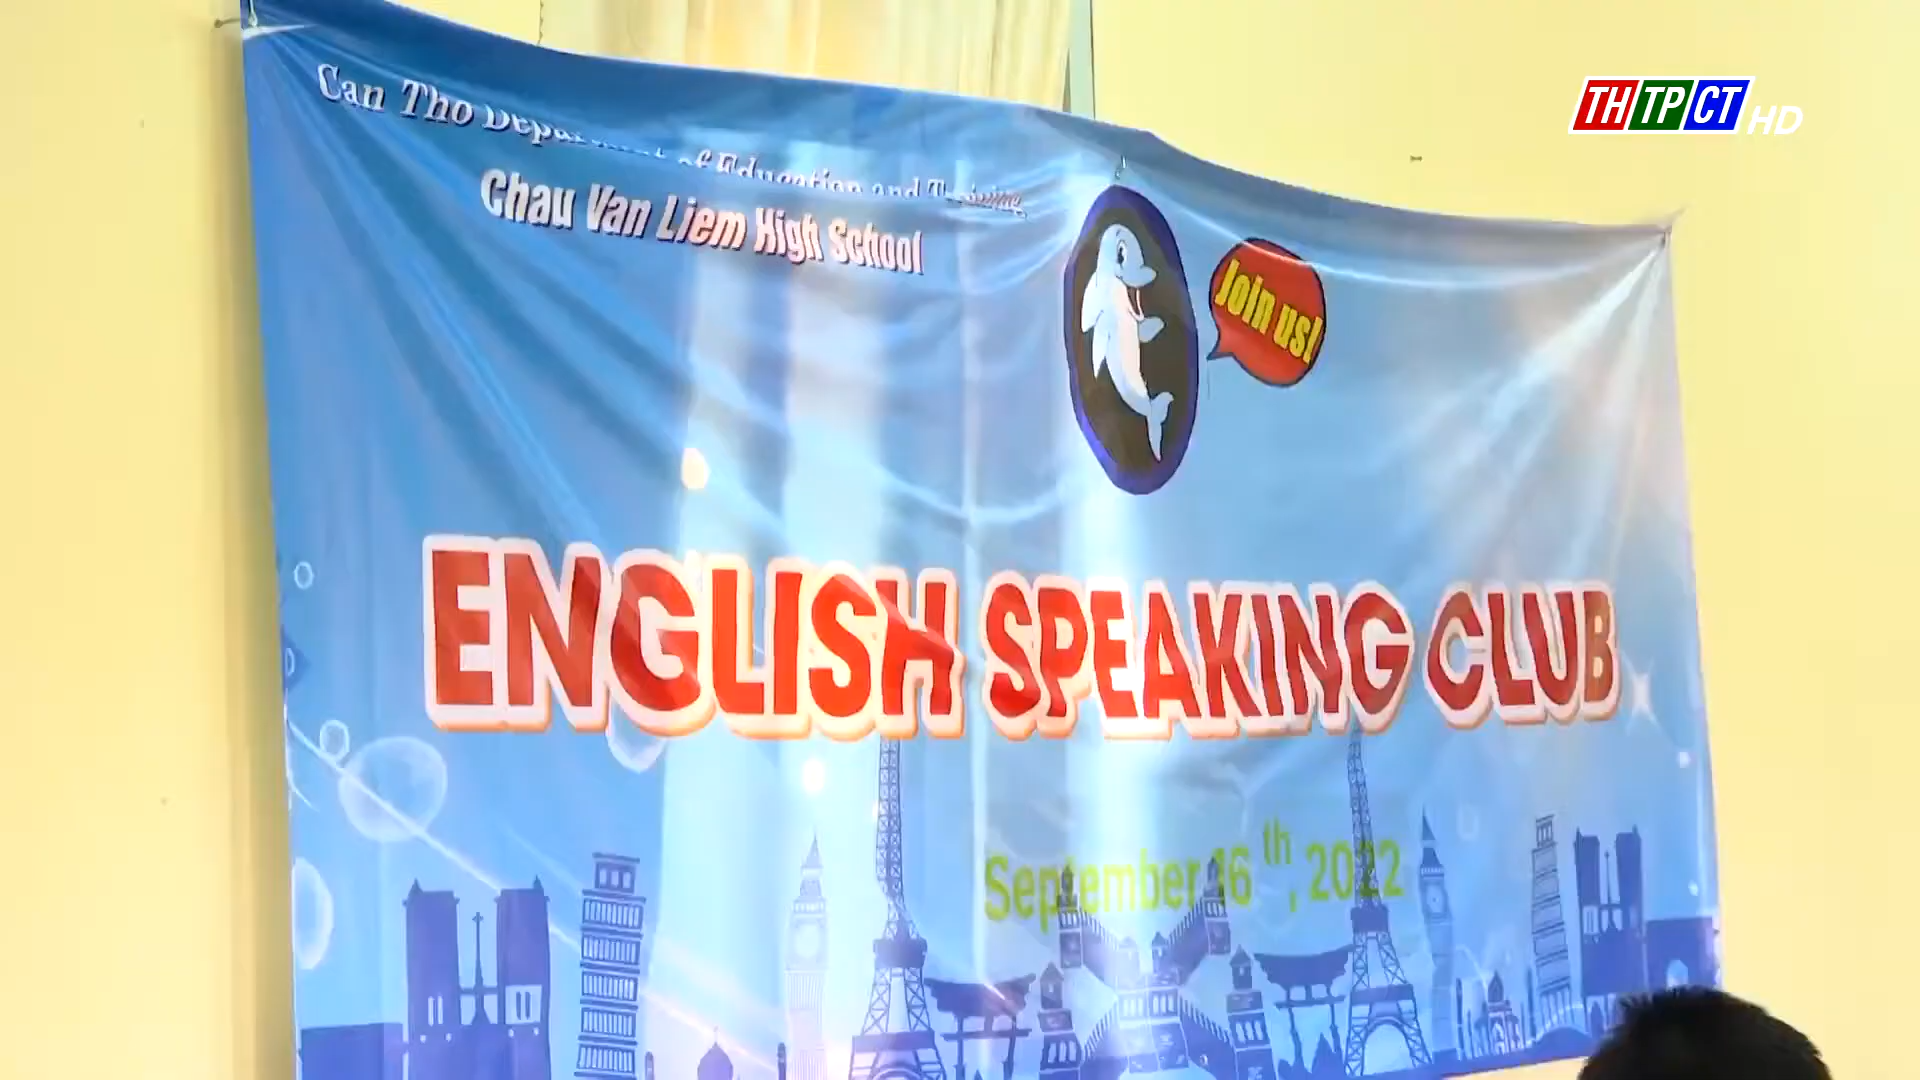 Can Tho Department of Education and Training
Chau Van Liem High School
Join us!
ENGLISH SPEAKING CLUB
September 16th, 2022
THTPCT HD